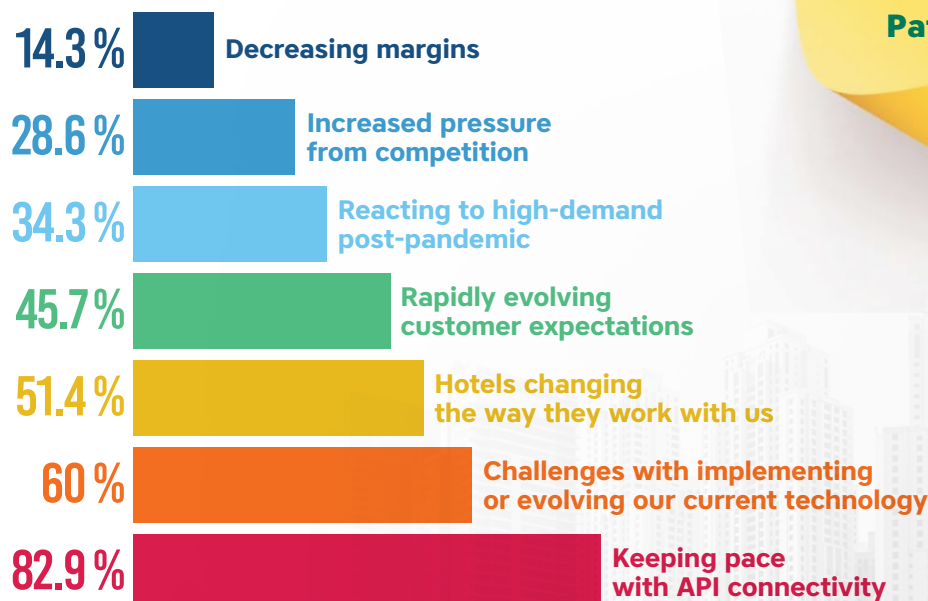 Pat
14.3%
Decreasing margins
28.6%
Increased pressure
from competition
34.3%
Reacting to high-demand
post-pandemic
45.7%
Rapidly evolving
customer expectations
51.4%
Hotels changing
the way they work with us
60%
Challenges with implementing
or evolving our current technology
82.9%
Keeping pace
with API connectivity